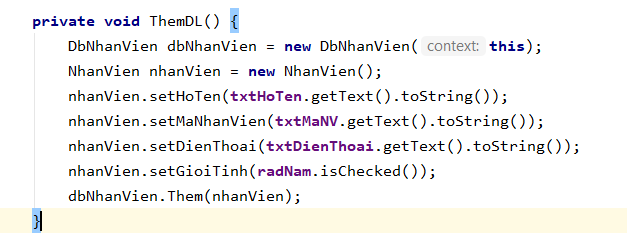 private void ThemDL() {
DbNhanVien dbNhanVien = new DbNhanVien( context: this);
NhanVien nhanVien = new NhanVien();
nhanVien.setHoTen(txtHoTen.getText().toString());
nhanVien.setMaNhanVien(txtMaNV.getText().toString());
nhanVien.setDienThoai(txtDienThoai.getText().toString());
nhanVien.setGioiTinh(radNam.isChecked());
dbNhanVien.Them(nhanVien);
}